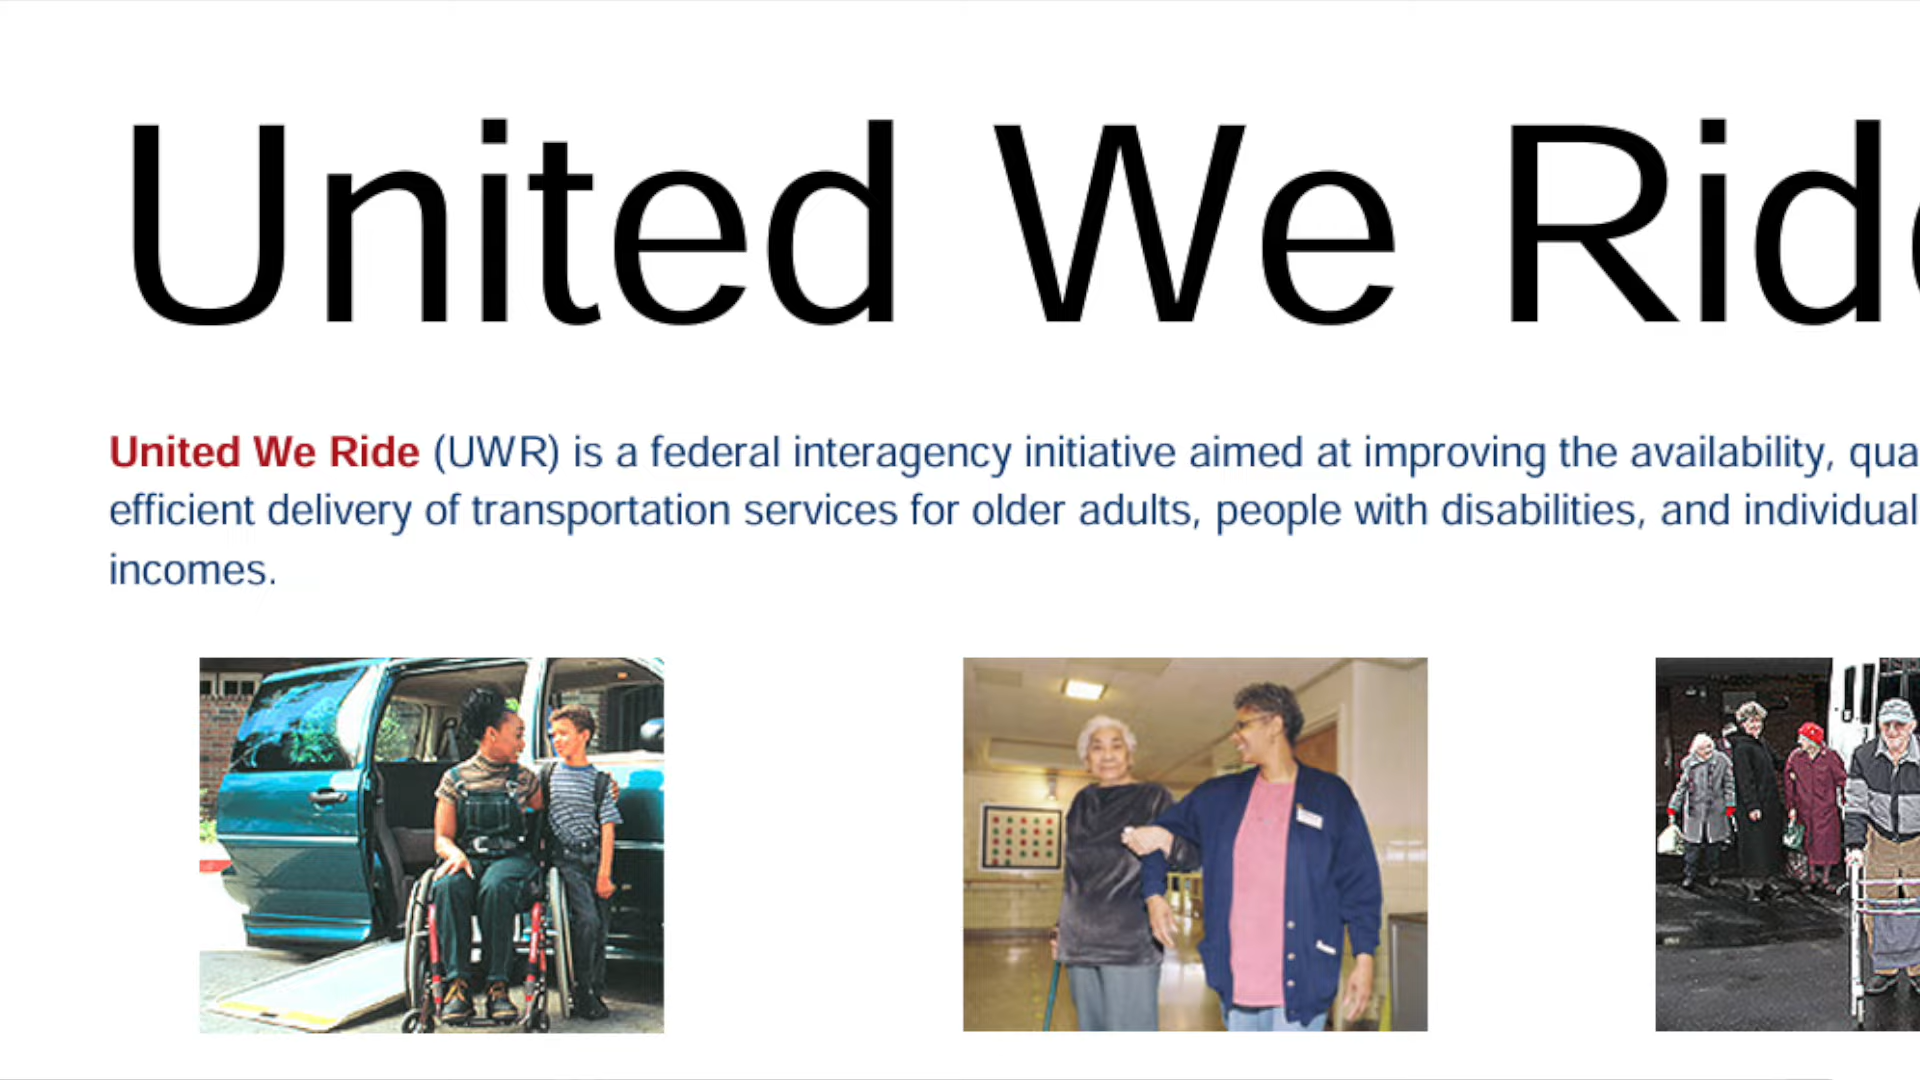 United We Rid
United We Ride (UWR) is a federal interagency initiative aimed at improving the availability, qua
efficient delivery of transportation services for older adults, people with disabilities, and individual
incomes.